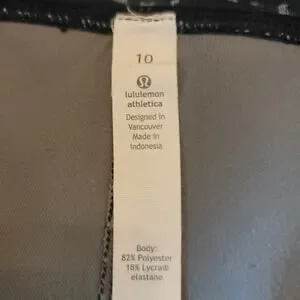 10
lululemon
athletica
Designed in
Vancouver
Made in
Indonesia
Body:
82% Polyester
18% Lycra®
elastane